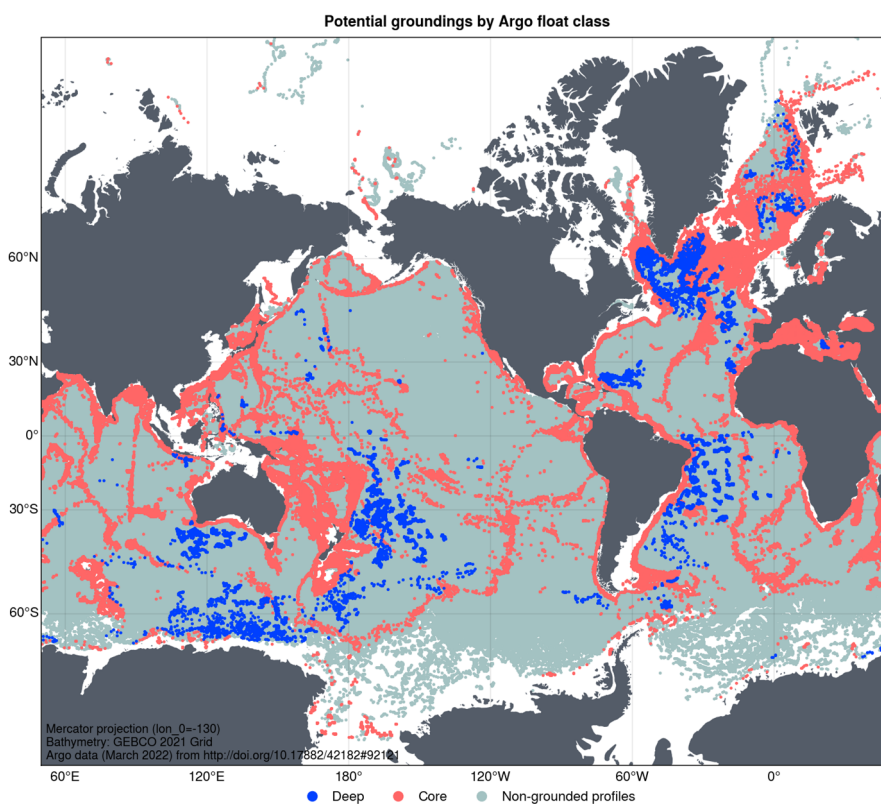 Potential groundings by Argo float class
60°N
30°N
0°
30°S
60°S
Mercator projection (lon_0=-130)
Bathymetry: GEBCO 2021 Grid
Argo data (March 2022) from http://doi.org/10.17882/42182#92121
60°E 120°E 180° 120°W 60°W 0°
Deep Core Non-grounded profiles